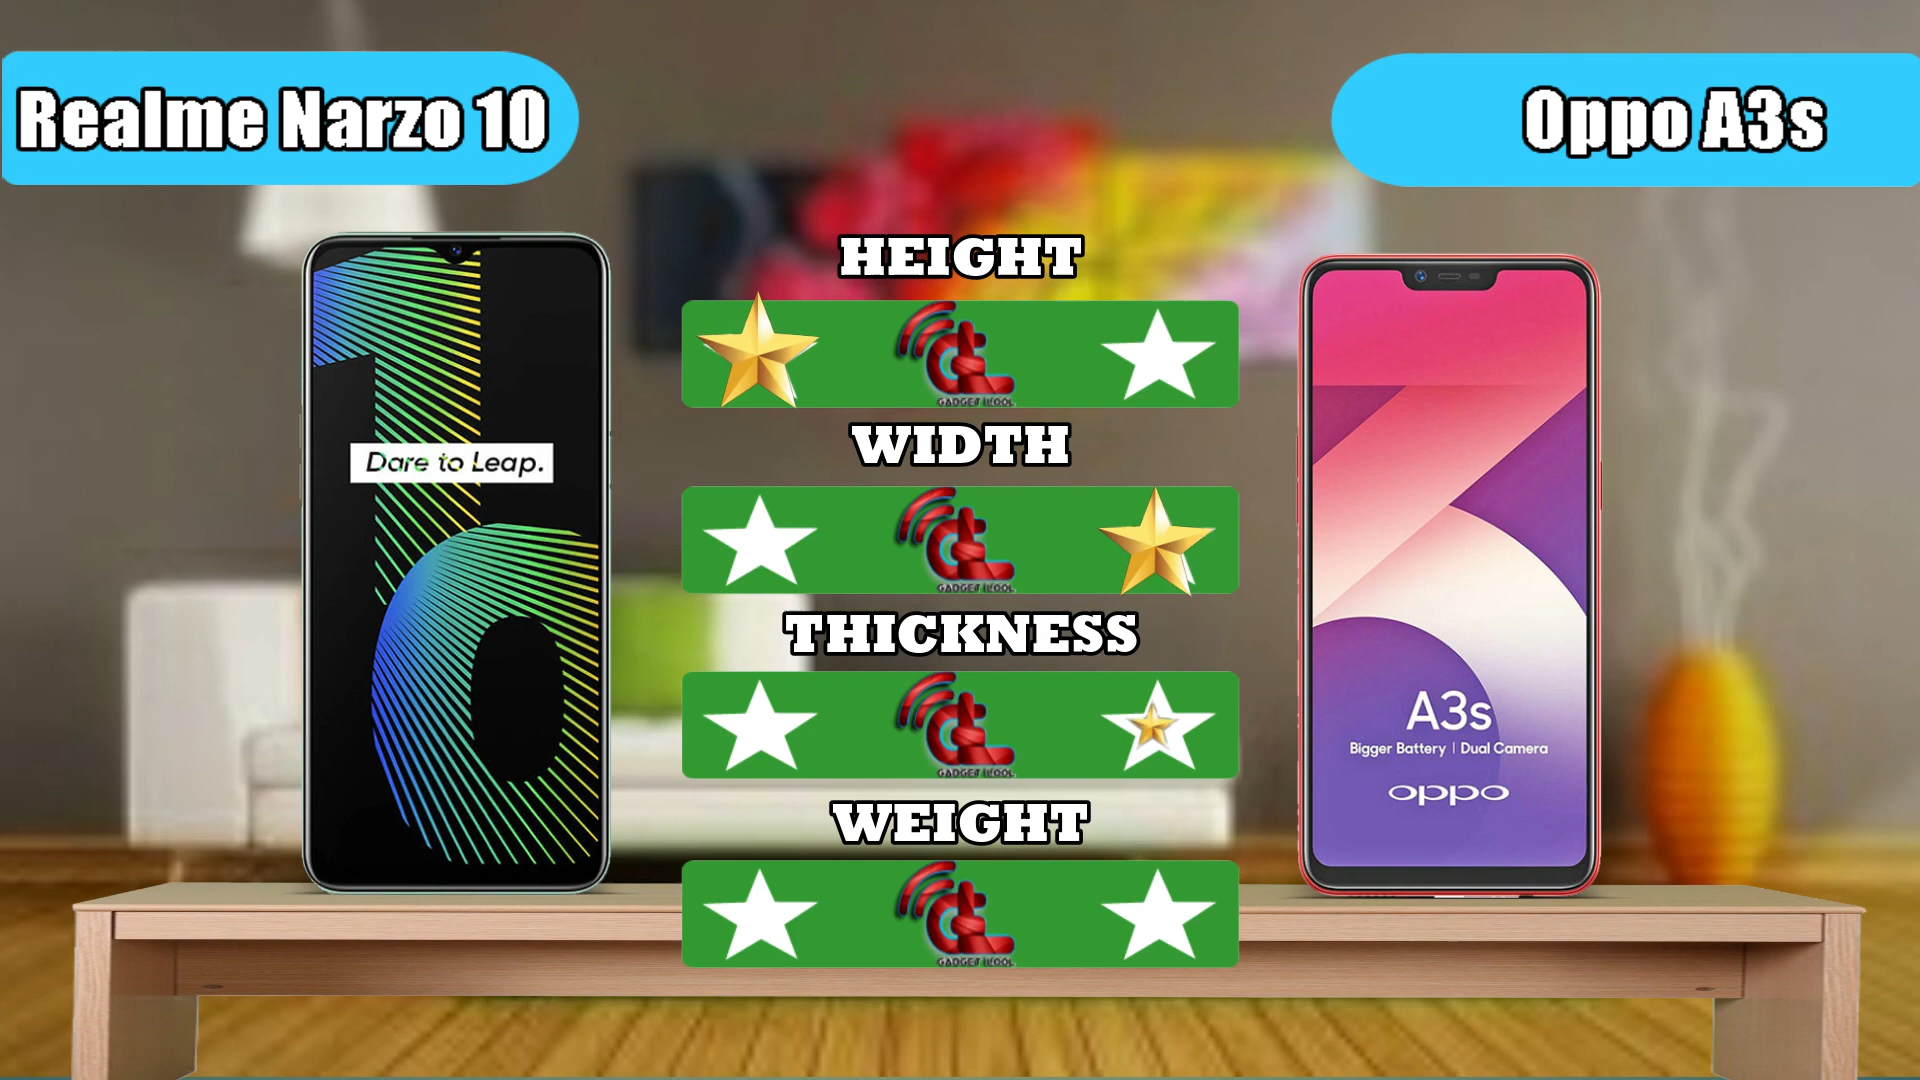 Realme Narzo 10
Oppo A3s
HEIGHT
WIDTH
THICKNESS
WEIGHT
Dare to Leap.
A3s
Bigger Battery | Dual Camera
oppo